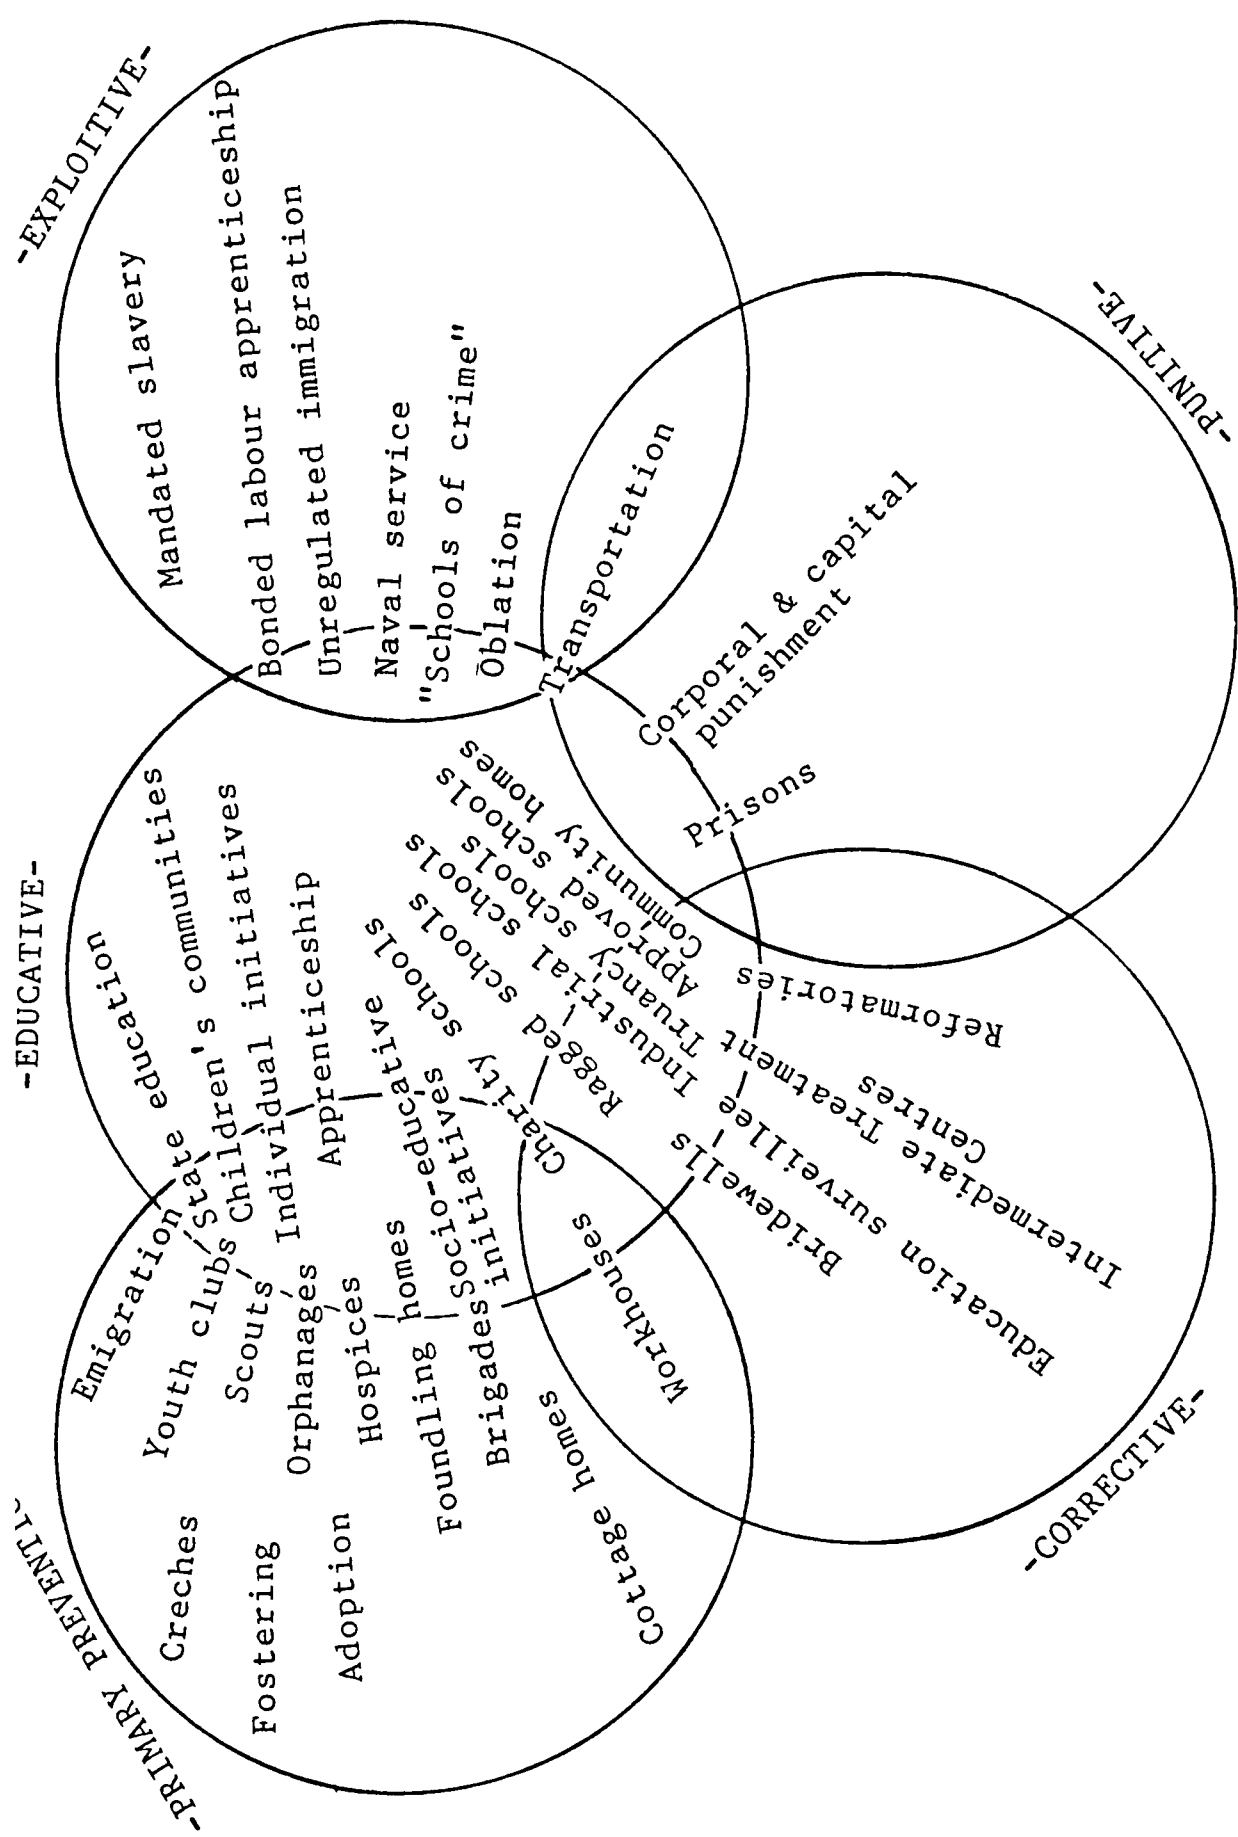 -PRIMARY PREVENTI
-EDUCATIVE-
-EXPLOITIVE-
-PUNITIVE-
-CORRECTIVE-
Creches
Fostering
Adoption
Cottage homes
Emigration
Youth clubs
Scouts
Orphanages
Hospices
Foundling homes
Brigades
State education
Children's communities
Individual initiatives
Apprenticeship
Socio-educative
initiatives
Charity schools
Ragged schools
Industrial schools
Truancy schools
Approved schools
Community homes
Workhouses
Bridewells
Education surveillee
Intermediate Treatment
Centres
Reformatories
Prisons
Corporal & capital
punishment
Transportation
Mandated slavery
Bonded labour apprenticeship
Unregulated immigration
Naval service
"Schools of crime"
Oblation